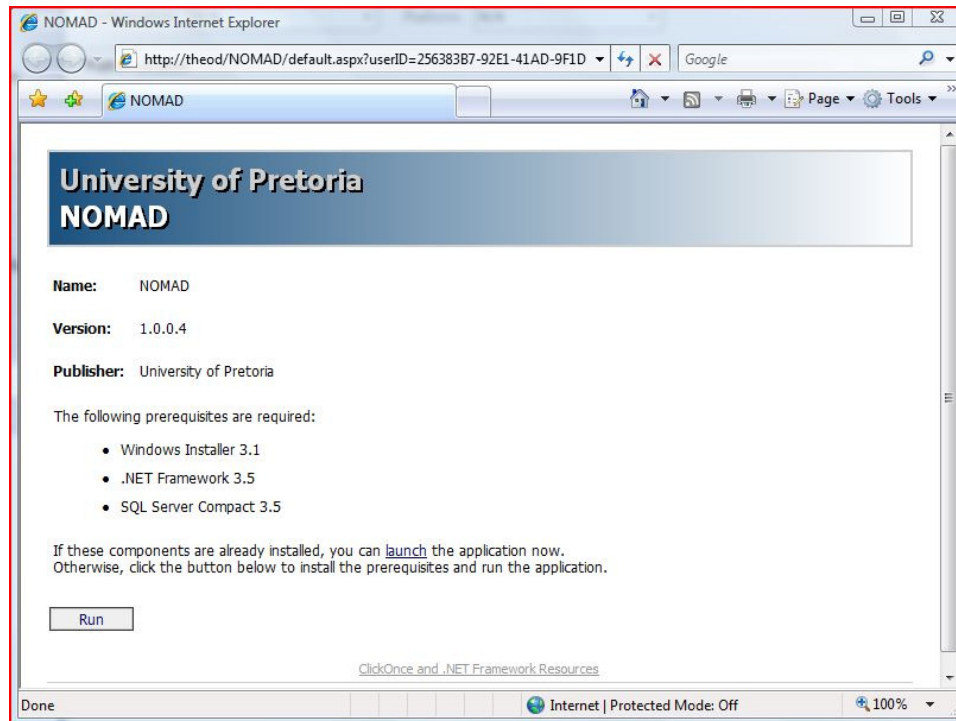 NOMAD - Windows Internet Explorer
http://theod/NOMAD/default.aspx?userID=256383B7-92E1-41AD-9F1D
Google
NOMAD
Page
Tools
University of Pretoria
NOMAD
Name: NOMAD
Version: 1.0.0.4
Publisher: University of Pretoria
The following prerequisites are required:
• Windows Installer 3.1
• .NET Framework 3.5
• SQL Server Compact 3.5
If these components are already installed, you can launch the application now.
Otherwise, click the button below to install the prerequisites and run the application.
Run
ClickOnce and .NET Framework Resources
Done
Internet | Protected Mode: Off
100%